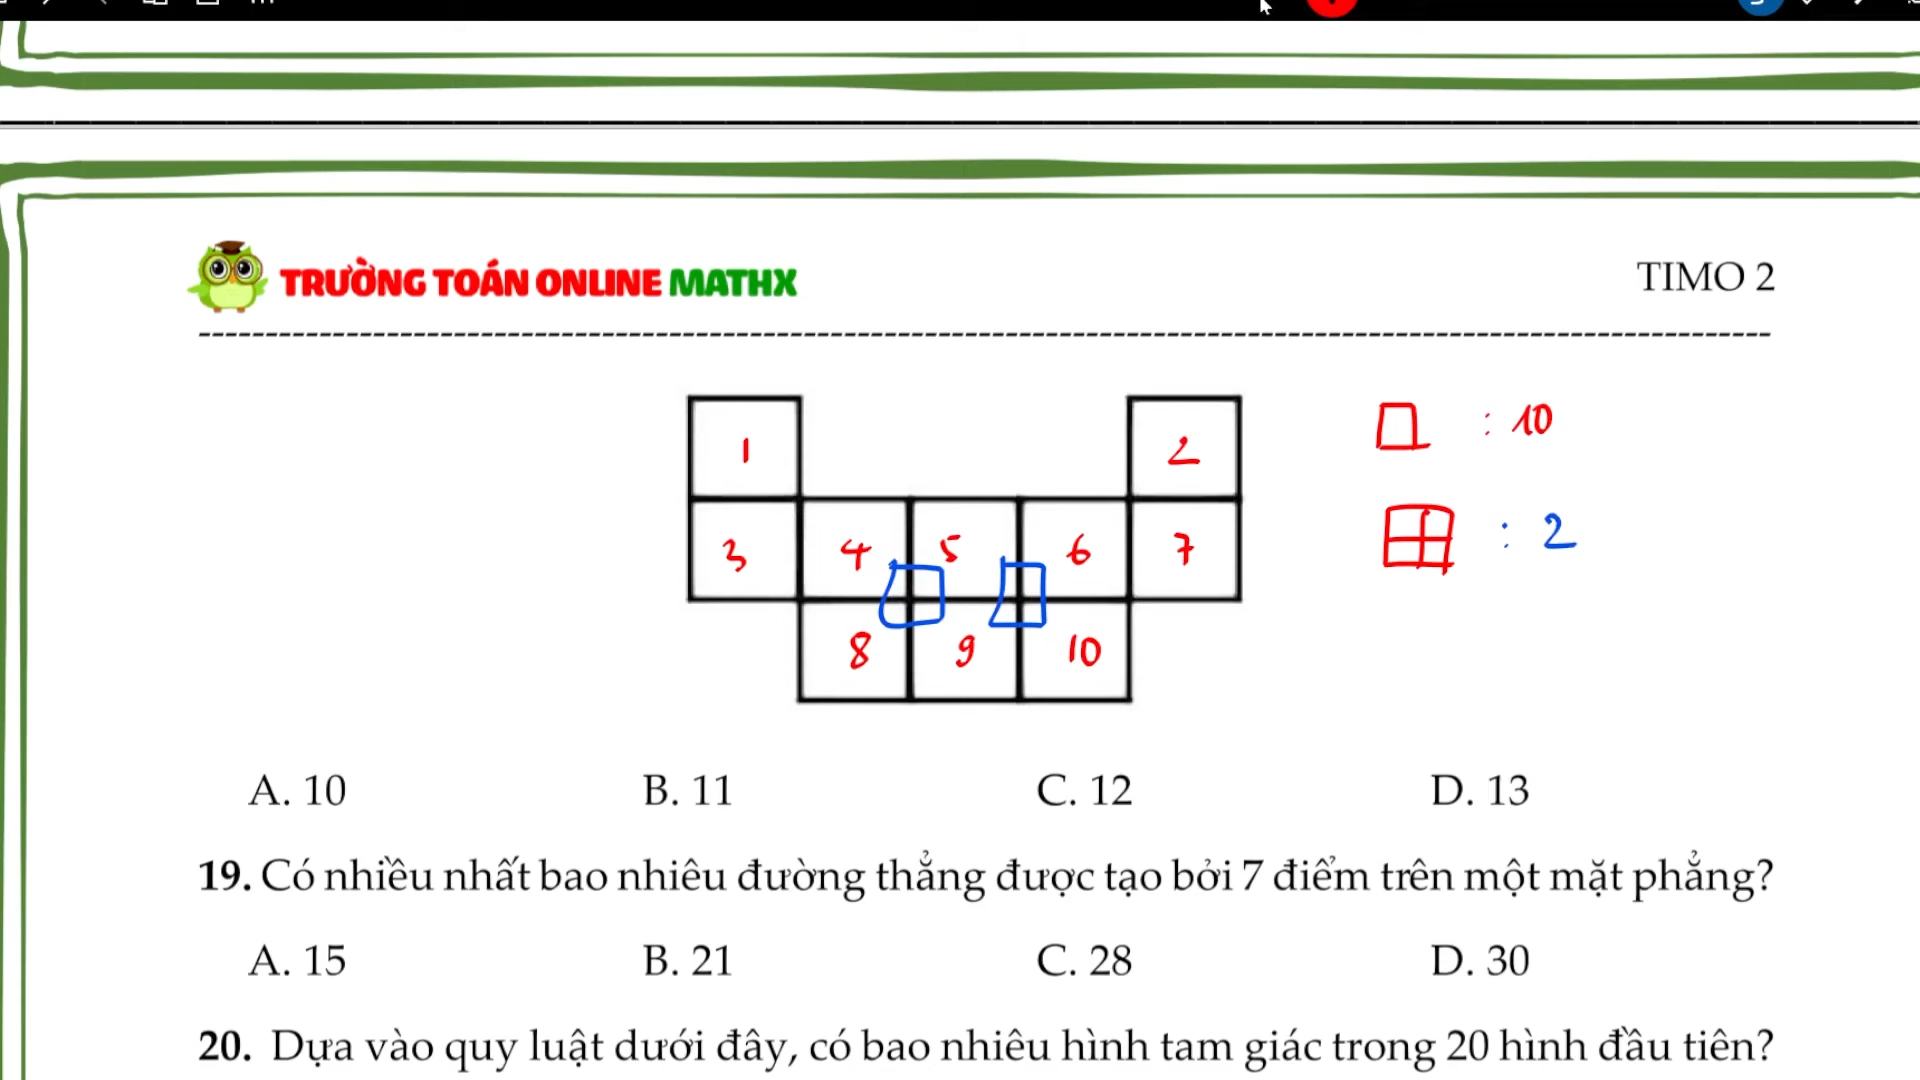 TRƯỜNG TOÁN ONLINE MATHX
TIMO 2
1 2 : 10
3 4 5 6 7 : 2
8 9 10
A. 10 B. 11 C. 12 D. 13
19. Có nhiều nhất bao nhiêu đường thẳng được tạo bởi 7 điểm trên một mặt phẳng?
A. 15 B. 21 C. 28 D. 30
20. Dựa vào quy luật dưới đây, có bao nhiêu hình tam giác trong 20 hình đầu tiên?